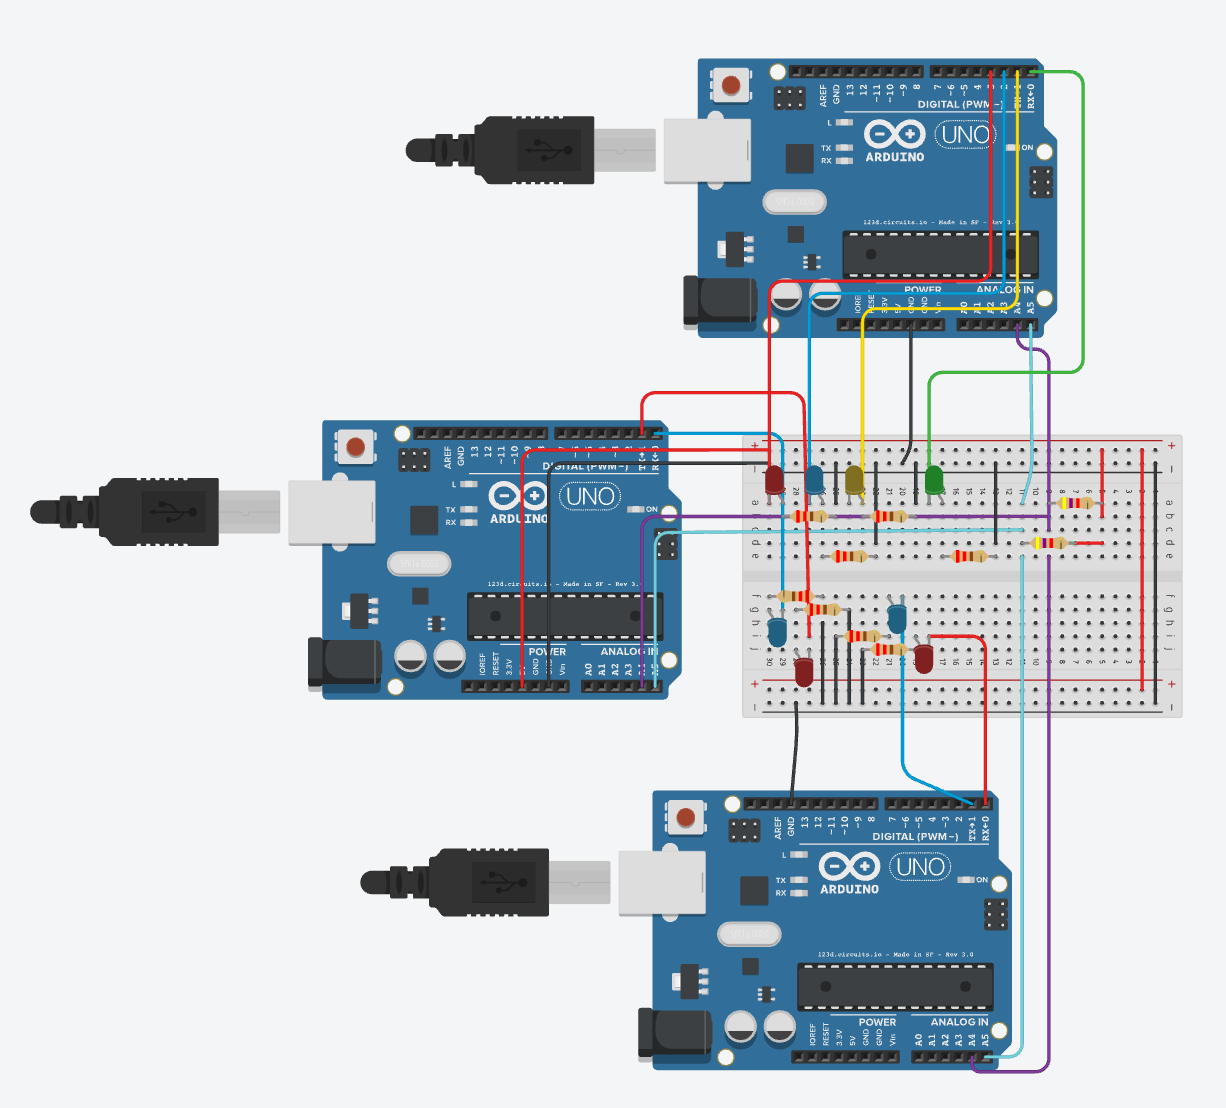 AREF
GND
13
12
~11
~10
~9
8
7
~6
~5
4
~3
2
TX→1
RX←0
DIGITAL (PWM~)
L
TX
RX
UNO
ON
ARDUINO
123d.circuits.io - Made in SF - Rev 3.0
POWER
ANALOG IN
IOREF
RESET
3.3V
5V
GND
GND
Vin
A0
A1
A2
A3
A4
A5
AREF
GND
13
12
~11
~10
DIGITAL (PWM~)
L
TX
RX
UNO
ON
ARDUINO
123d.circuits.io - Made in SF - Rev 3.0
POWER
ANALOG IN
IOREF
RESET
3.3V
GND
Vin
A0
A1
A2
A3
+
-
a
b
c
d
e
f
g
h
i
j
+
-
AREF
GND
13
12
~11
~10
~9
8
7
~6
~5
4
~3
2
TX→1
RX←0
DIGITAL (PWM~)
L
TX
RX
UNO
ON
ARDUINO
123d.circuits.io - Made in SF - Rev 3.0
POWER
ANALOG IN
IOREF
RESET
3.3V
5V
GND
GND
Vin
A0
A1
A2
A3
A4
A5